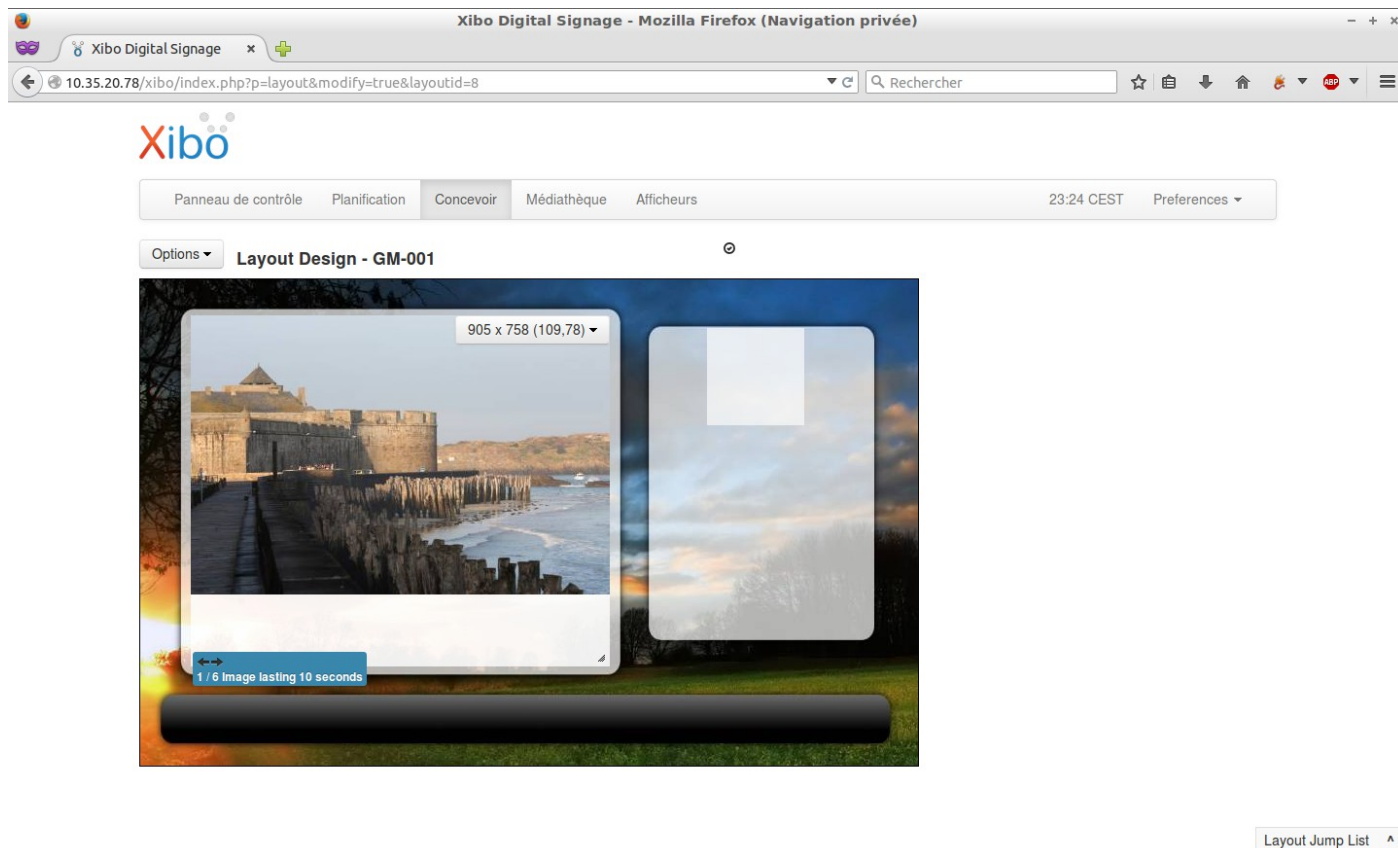 Xibo Digital Signage - Mozilla Firefox (Navigation privée)
Xibo Digital Signage
10.35.20.78/xibo/index.php?p=layout&modify=true&layoutid=8
Rechercher
ABP
Xibo
Panneau de contrôle Planification Concevoir Médiathèque Afficheurs 23:24 CEST Preferences
Options
Layout Design - GM-001
905 x 758 (109,78)
1 / 6 Image lasting 10 seconds
Layout Jump List